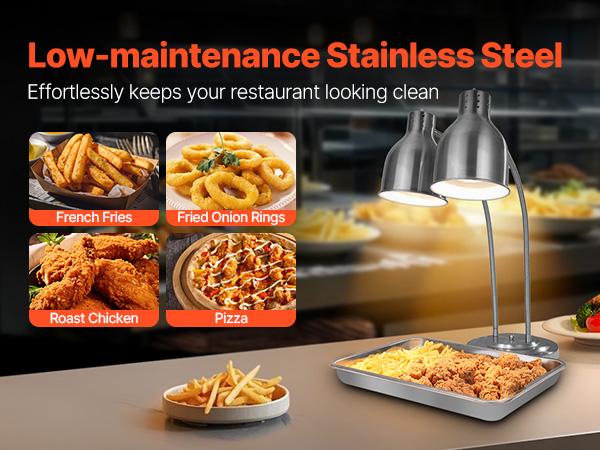 Low-maintenance Stainless Steel
Effortlessly keeps your restaurant looking clean
French Fries
Fried Onion Rings
Roast Chicken
Pizza